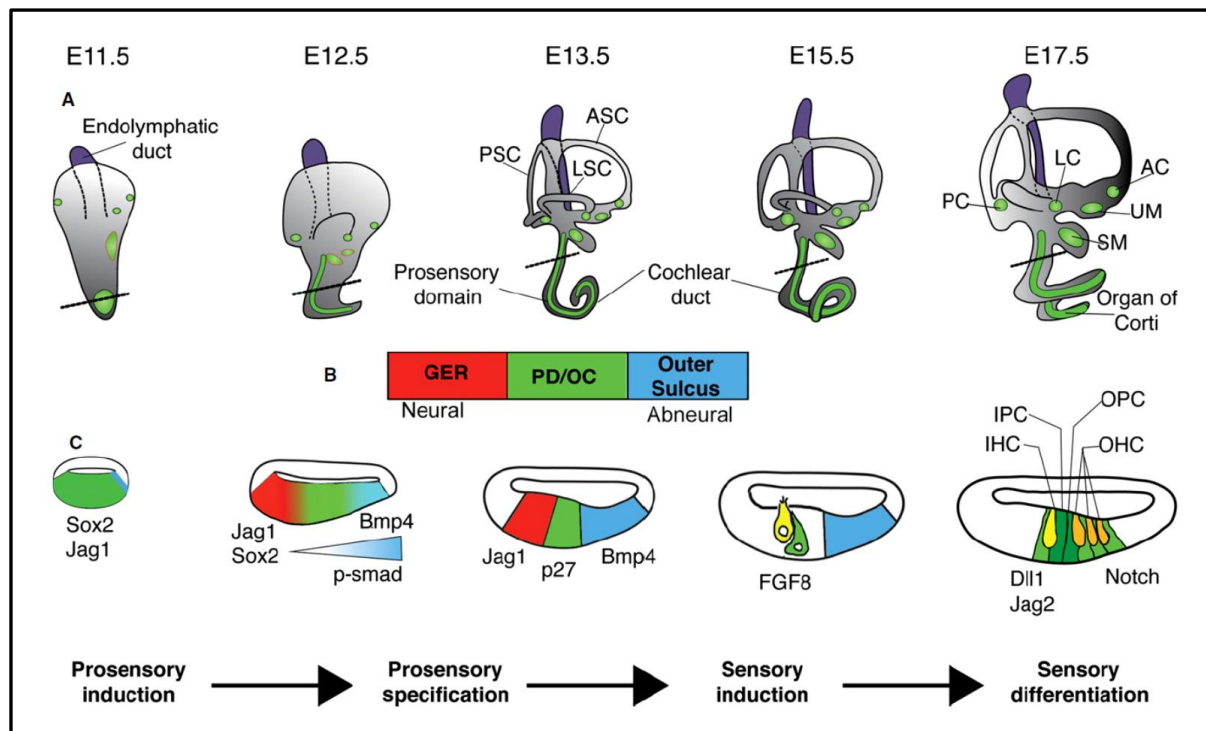 E11.5
E12.5
E13.5
E15.5
E17.5
A
Endolymphatic
duct
PSC
ASC
LSC
Prosensory
domain
Cochlear
duct
PC
LC
AC
UM
SM
Organ of
Corti
B
GER
PD/OC
Outer
Sulcus
Neural
Abneural
C
Sox2
Jag1
Jag1
Sox2
Bmp4
p-smad
Jag1
p27
Bmp4
FGF8
IPC
IHC
OPC
OHC
Dll1
Jag2
Notch
Prosensory
induction
Prosensory
specification
Sensory
induction
Sensory
differentiation